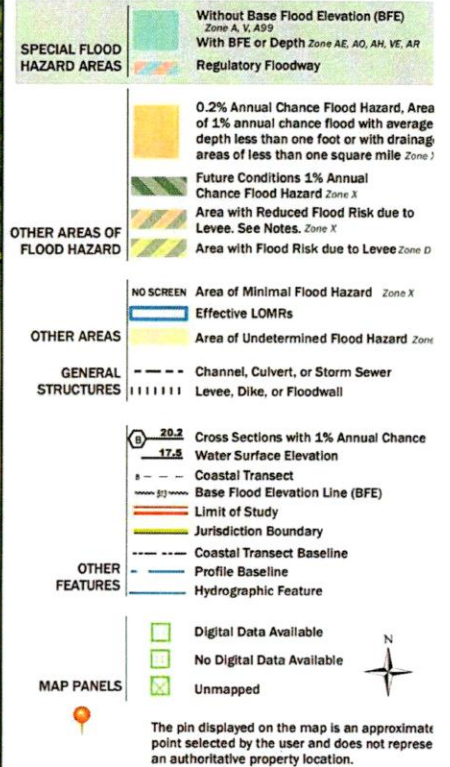 SPECIAL FLOOD
HAZARD AREAS
Without Base Flood Elevation (BFE)
Zone A, V, A99
With BFE or Depth Zone AE, AO, AH, VE, AR
Regulatory Floodway
OTHER AREAS OF
FLOOD HAZARD
0.2% Annual Chance Flood Hazard, Area
of 1% annual chance flood with average
depth less than one foot or with drainag
areas of less than one square mile Zone
Future Conditions 1% Annual
Chance Flood Hazard Zone X
Area with Reduced Flood Risk due to
Levee. See Notes. Zone X
Area with Flood Risk due to Levee Zone D
OTHER AREAS
NO SCREEN Area of Minimal Flood Hazard Zone X
Effective LOMRs
Area of Undetermined Flood Hazard Zone
GENERAL
STRUCTURES
Channel, Culvert, or Storm Sewer
Levee, Dike, or Floodwall
OTHER
FEATURES
B 20.2 Cross Sections with 1% Annual Chance
17.5 Water Surface Elevation
8 Coastal Transect
513 Base Flood Elevation Line (BFE)
Limit of Study
Jurisdiction Boundary
Coastal Transect Baseline
Profile Baseline
Hydrographic Feature
MAP PANELS
Digital Data Available
No Digital Data Available
Unmapped
N
The pin displayed on the map is an approximate
point selected by the user and does not represe
an authoritative property location.